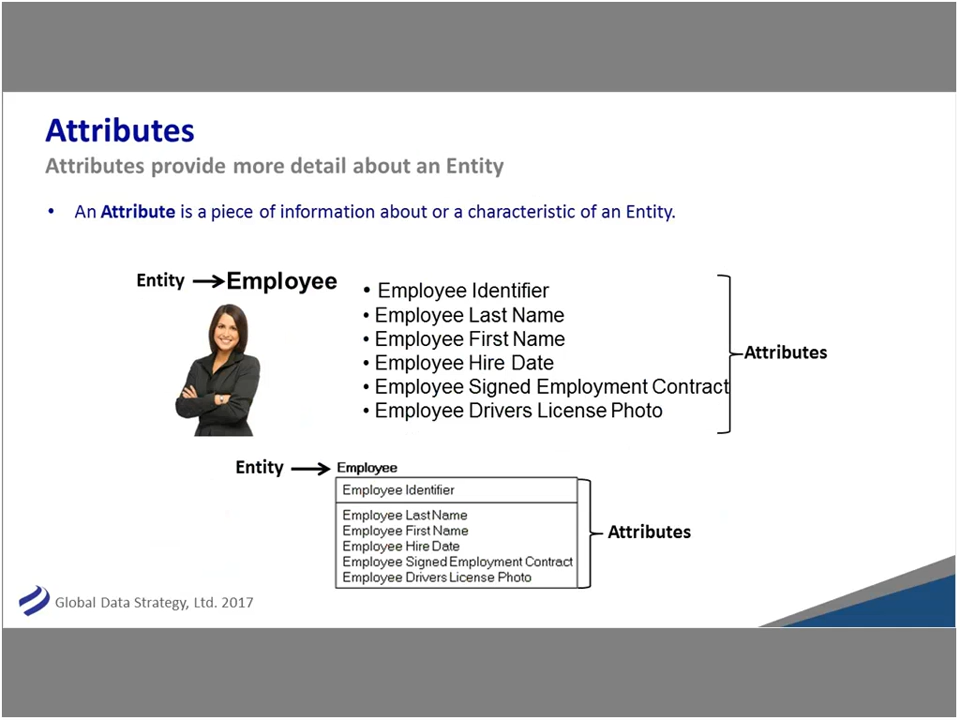 Attributes
Attributes provide more detail about an Entity
• An Attribute is a piece of information about or a characteristic of an Entity.
Entity Employee
• Employee Identifier
• Employee Last Name
• Employee First Name
• Employee Hire Date
• Employee Signed Employment Contract
• Employee Drivers License Photo
Attributes
Entity Employee
Employee Identifier
Employee Last Name
Employee First Name
Employee Hire Date
Employee Signed Employment Contract
Employee Drivers License Photo
Attributes
Global Data Strategy, Ltd. 2017